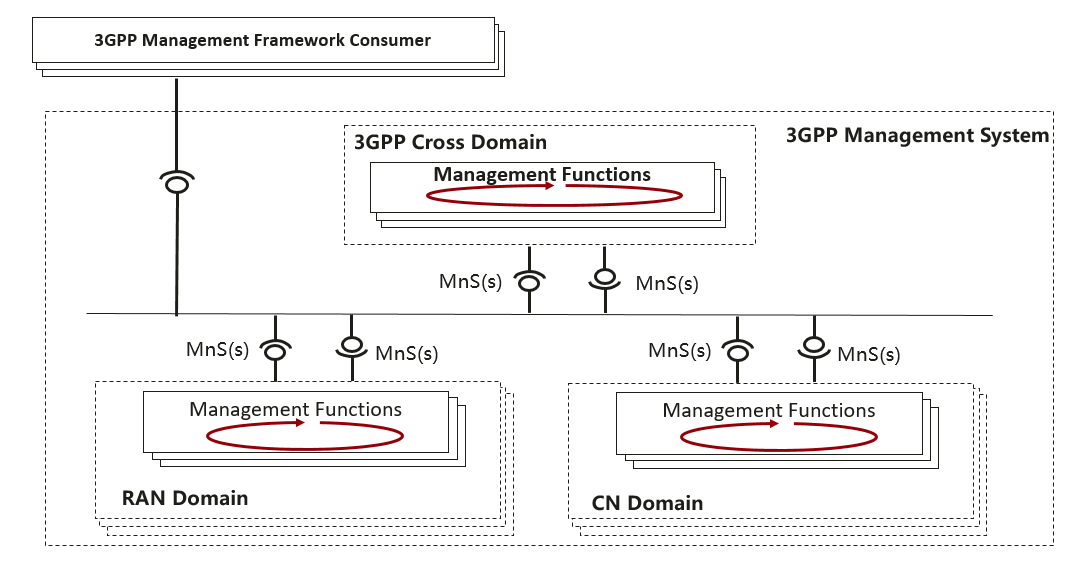 3GPP Management Framework Consumer
3GPP Management System
3GPP Cross Domain
Management Functions
MnS(s)
MnS(s)
MnS(s)
MnS(s)
MnS(s)
MnS(s)
Management Functions
RAN Domain
Management Functions
CN Domain